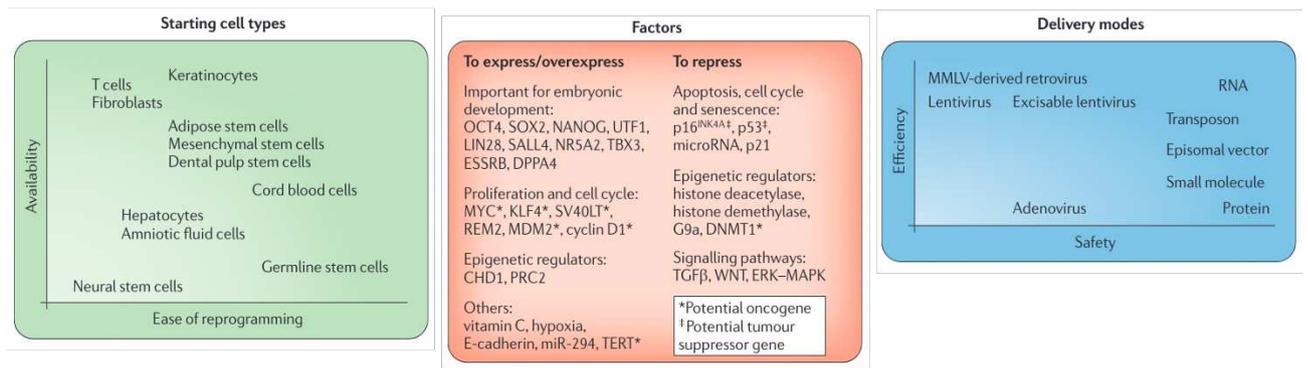 Starting cell types
Availability
Keratinocytes
T cells
Fibroblasts
Adipose stem cells
Mesenchymal stem cells
Dental pulp stem cells
Cord blood cells
Hepatocytes
Amniotic fluid cells
Germline stem cells
Neural stem cells
Ease of reprogramming
Factors
To express/overexpress
Important for embryonic
development:
OCT4, SOX2, NANOG, UTF1,
LIN28, SALL4, NR5A2, TBX3,
ESSRB, DPPA4
Proliferation and cell cycle:
MYC*, KLF4*, SV40LT*,
REM2, MDM2*, cyclin D1*
Epigenetic regulators:
CHD1, PRC2
Others:
vitamin C, hypoxia,
E-cadherin, miR-294, TERT*
To repress
Apoptosis, cell cycle
and senescence:
p16INK4A‡, p53‡,
microRNA, p21
Epigenetic regulators:
histone deacetylase,
histone demethylase,
G9a, DNMT1*
Signalling pathways:
TGFβ, WNT, ERK–MAPK
*Potential oncogene
‡Potential tumour
suppressor gene
Delivery modes
Efficiency
MMLV-derived retrovirus
RNA
Lentivirus Excisable lentivirus
Transposon
Episomal vector
Small molecule
Adenovirus Protein
Safety